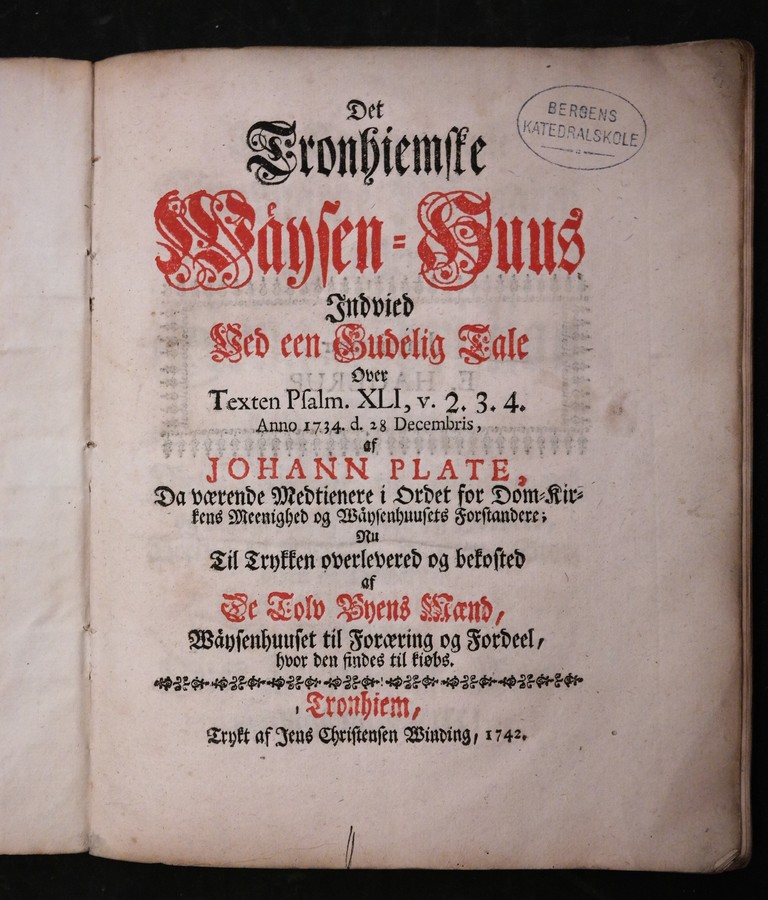 Det
Tronhiemske
Wäysen-Huus
Indvied
Ved een Gudelig Tale
Over
Texten Psalm. XLI, v. 2. 3. 4.
Anno 1734. d. 28 Decembris,
af
JOHANN PLATE,
Da værende Medtienere i Ordet for Dom-Kir-
kens Meenighed og Wäysenhuusets Forstandere;
Nu
Til Trykken overlevered og bekosted
af
De Tolv Byens Mænd,
Wäysenhuuset til Foræring og Fordeel,
hvor den findes til kiøbs.
Tronhiem,
Trykt af Jens Christensen Winding, 1742.
BERGENS
KATEDRALSKOLE